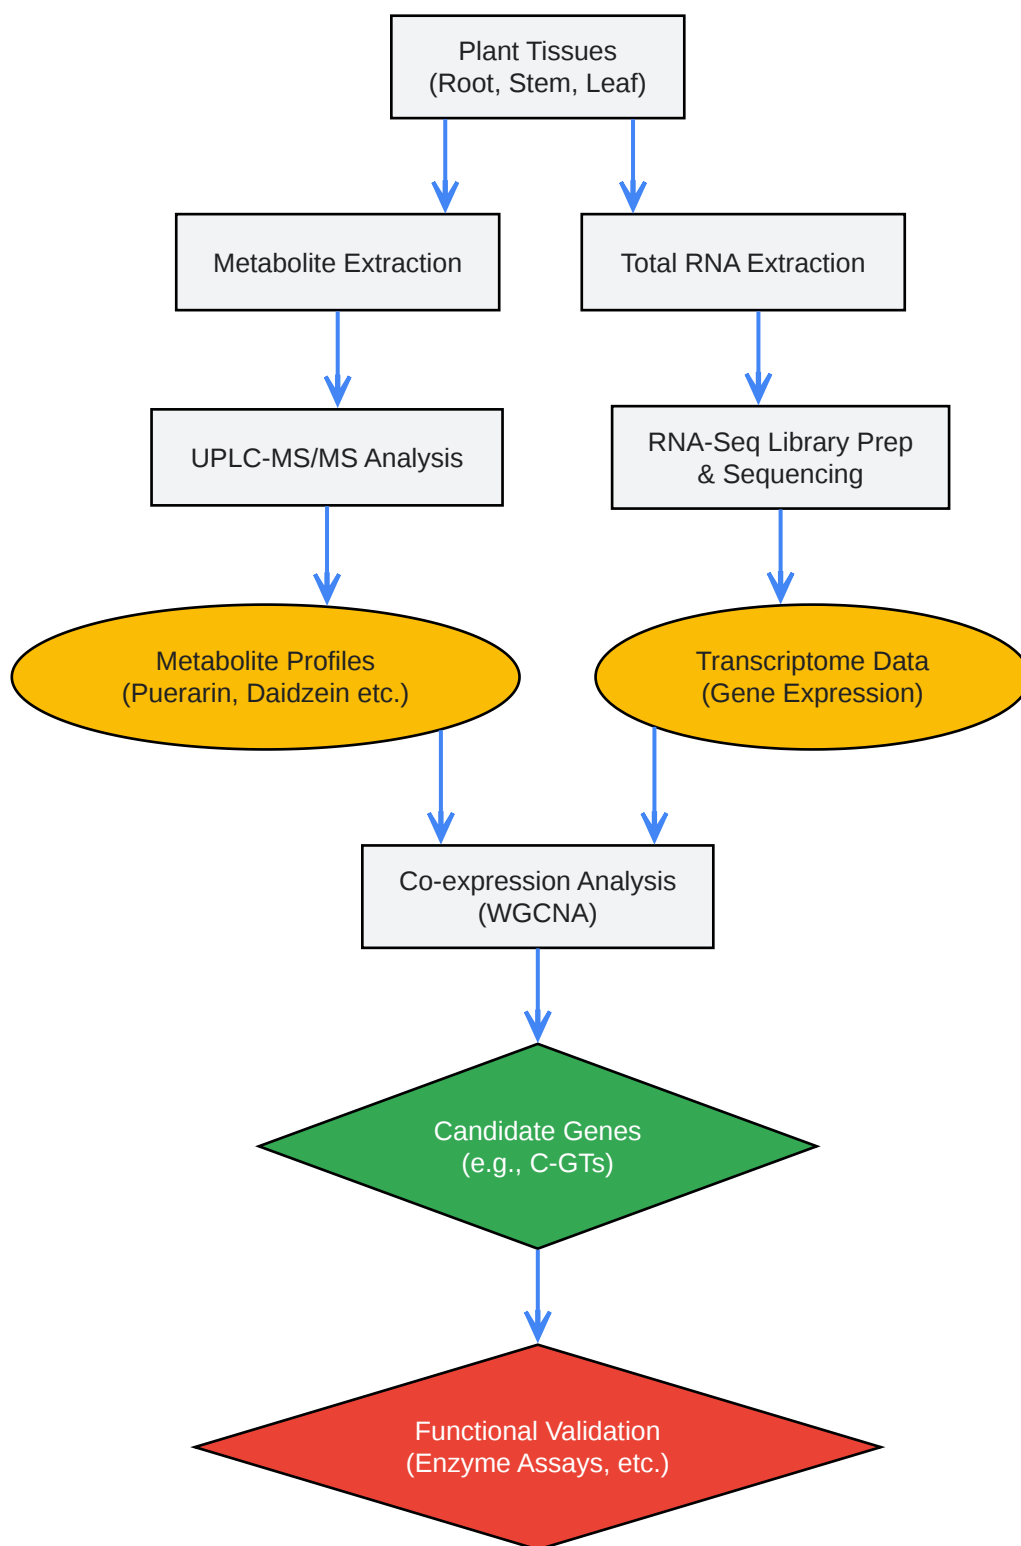 Plant Tissues
(Root, Stem, Leaf)
Metabolite Extraction
Total RNA Extraction
UPLC-MS/MS Analysis
RNA-Seq Library Prep
& Sequencing
Metabolite Profiles
(Puerarin, Daidzein etc.)
Transcriptome Data
(Gene Expression)
Co-expression Analysis
(WGCNA)
Candidate Genes
(e.g., C-GTs)
Functional Validation
(Enzyme Assays, etc.)